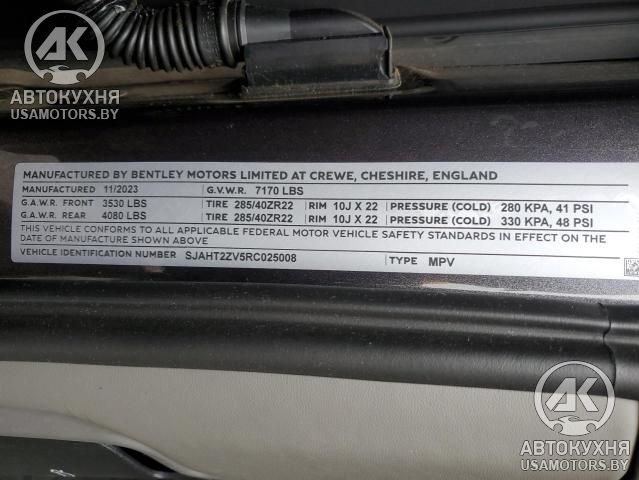 AK
АВТОКУХНЯ
USAMOTORS.BY
MANUFACTURED BY BENTLEY MOTORS LIMITED AT CREWE, CHESHIRE, ENGLAND
MANUFACTURED 11/2023 G.V.W.R. 7170 LBS
G.A.W.R. FRONT 3530 LBS TIRE 285/40ZR22 RIM 10J X 22 PRESSURE (COLD) 280 KPA, 41 PSI
G.A.W.R. REAR 4080 LBS TIRE 285/40ZR22 RIM 10J X 22 PRESSURE (COLD) 330 KPA, 48 PSI
THIS VEHICLE CONFORMS TO ALL APPLICABLE FEDERAL MOTOR VEHICLE SAFETY STANDARDS IN EFFECT ON THE
DATE OF MANUFACTURE SHOWN ABOVE
VEHICLE IDENTIFICATION NUMBER SJAHT2ZV5RC025008 TYPE MPV
AK
АВТОКУХНЯ
USAMOTORS.BY